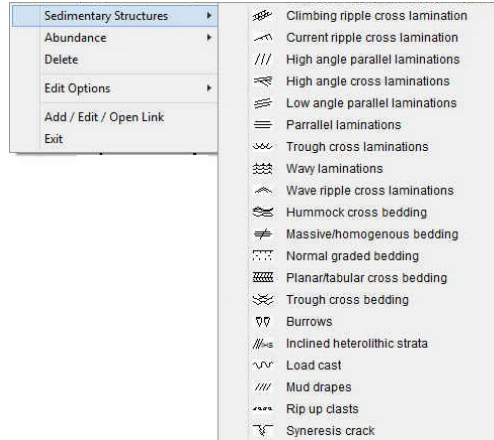 Sedimentary Structures
Abundance
Delete
Edit Options
Add / Edit / Open Link
Exit
Climbing ripple cross lamination
Current ripple cross lamination
High angle parallel laminations
High angle cross laminations
Low angle parallel laminations
Parrallel laminations
Trough cross laminations
Wavy laminations
Wave ripple cross laminations
Hummock cross bedding
Massive/homogenous bedding
Normal graded bedding
Planar/tabular cross bedding
Trough cross bedding
Burrows
IHS Inclined heterolithic strata
Load cast
Mud drapes
Rip up clasts
Syneresis crack